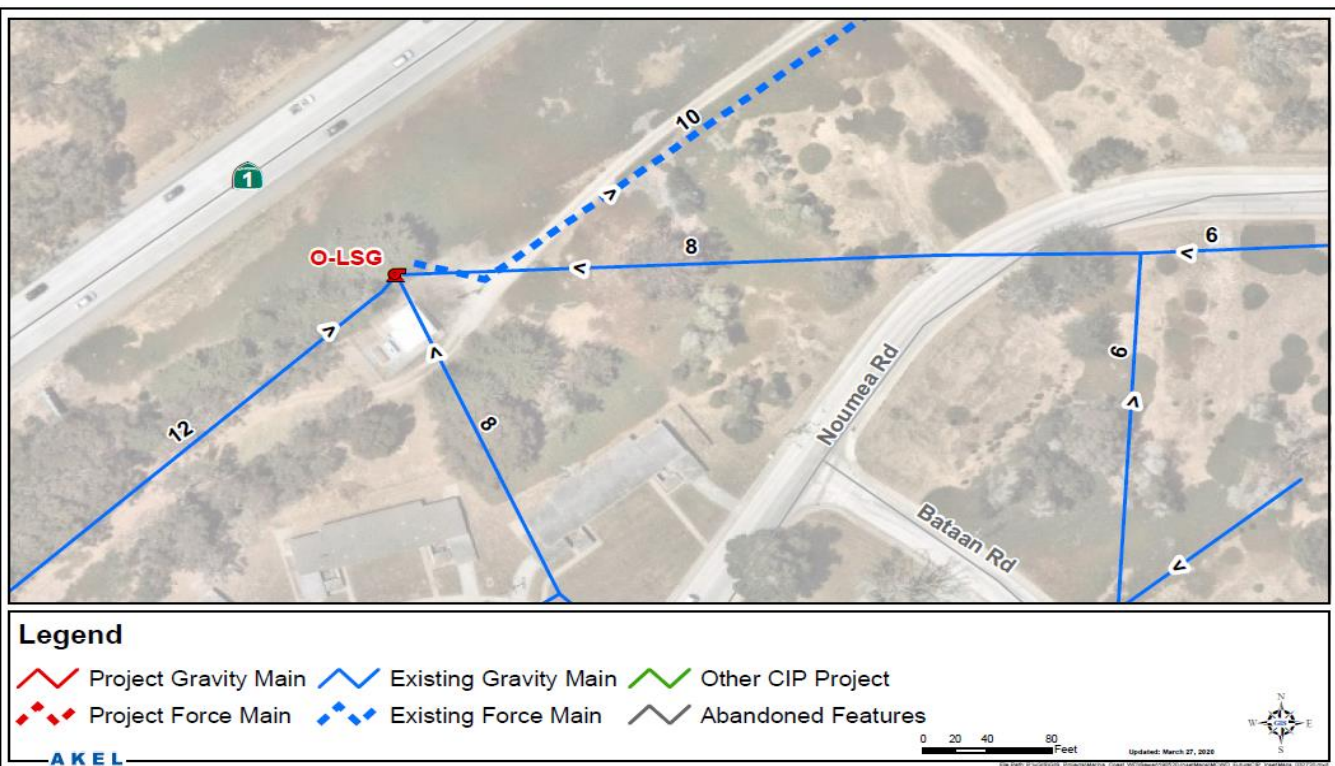 10
1
O-LSG
8
6
6
12
8
Noumea Rd
Bataan Rd
Legend
Project Gravity Main
Existing Gravity Main
Other CIP Project
Project Force Main
Existing Force Main
Abandoned Features
0 20 40 80
Feet
Updated: March 27, 2020
N
W GIS E
S
AKEL